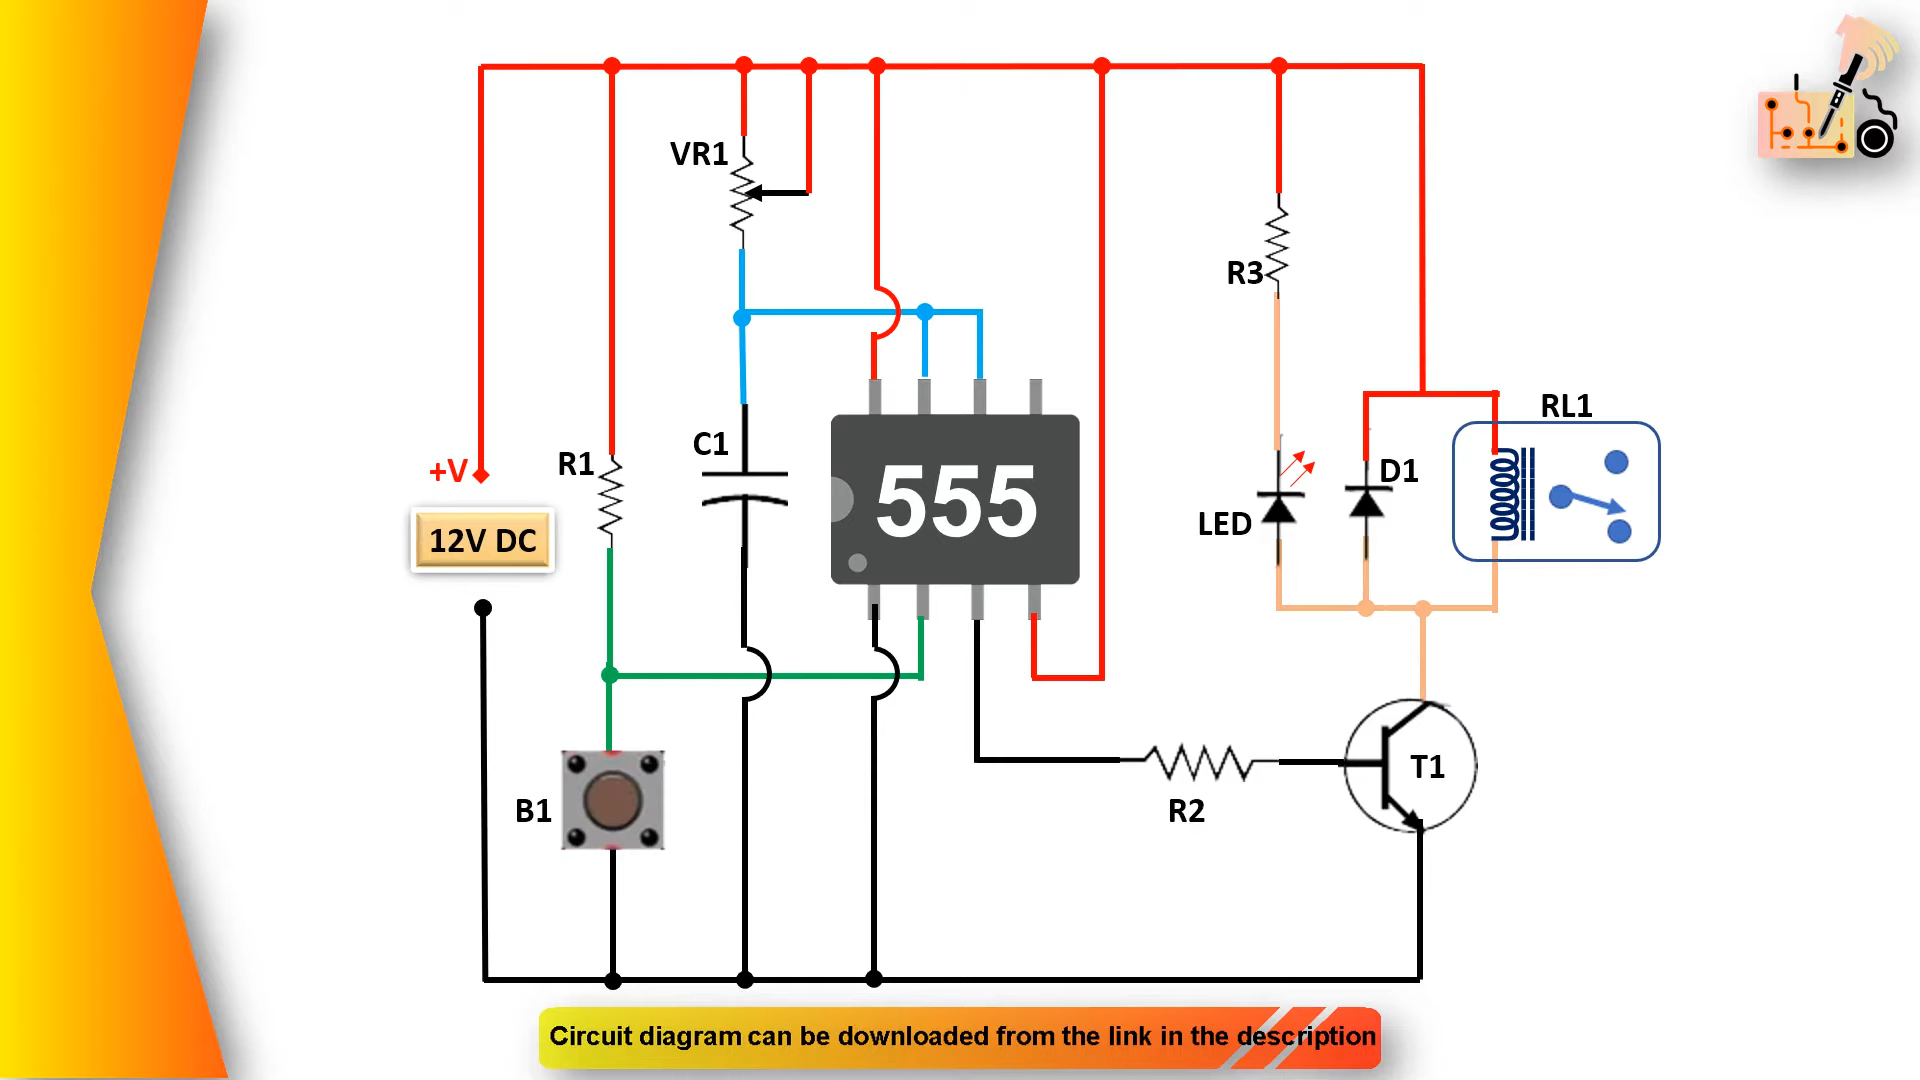 VR1
R3
RL1
C1
R1
+V
D1
555
LED
12V DC
T1
B1
R2
Circuit diagram can be downloaded from the link in the description